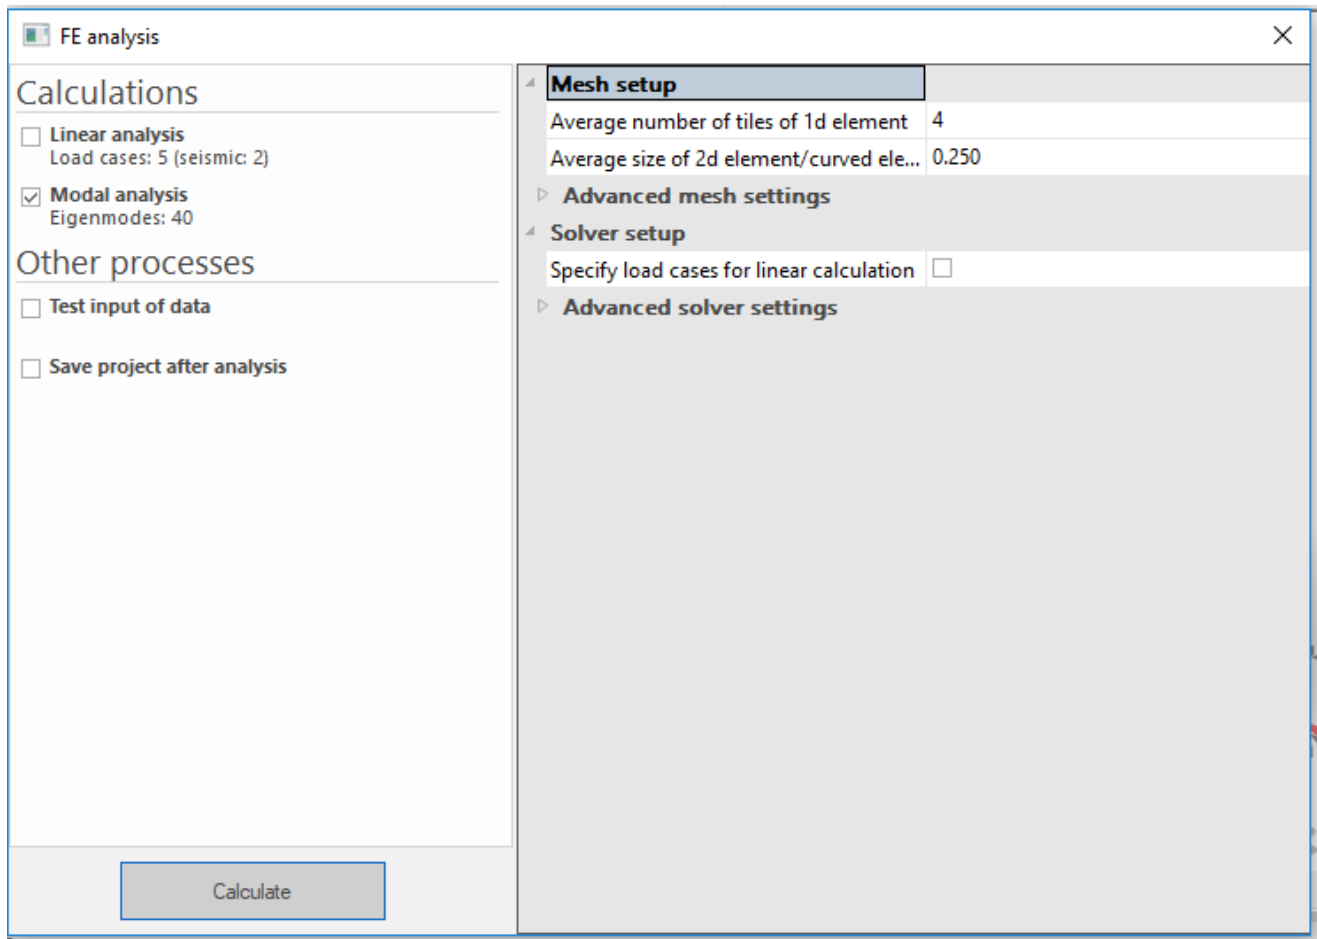 FE analysis
Calculations
Linear analysis
Load cases: 5 (seismic: 2)
Modal analysis
Eigenmodes: 40
Other processes
Test input of data
Save project after analysis
Calculate
Mesh setup
Average number of tiles of 1d element 4
Average size of 2d element/curved ele... 0.250
Advanced mesh settings
Solver setup
Specify load cases for linear calculation
Advanced solver settings